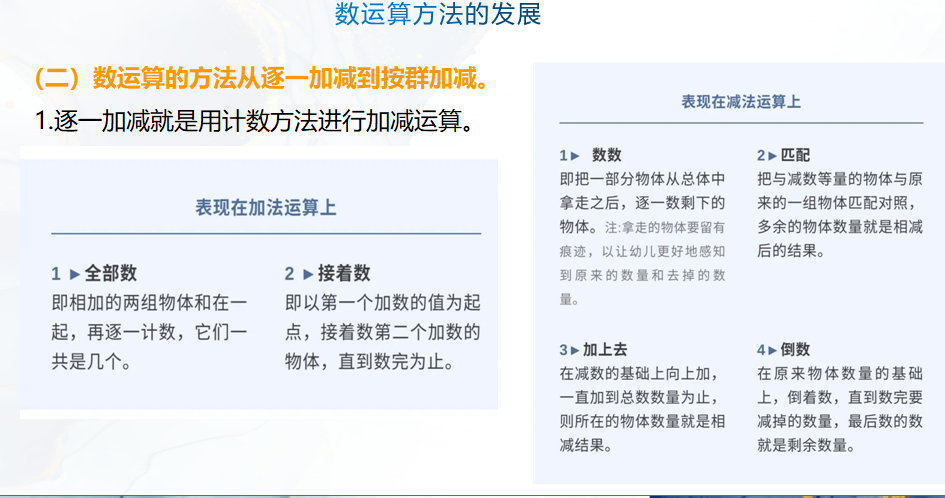 数运算方法的发展
（二）数运算的方法从逐一加减到按群加减。
1.逐一加减就是用计数方法进行加减运算。
表现在加法运算上
1 ▶全部数
即相加的两组物体和在一
起，再逐一计数，它们一
共是几个。
2 ▶接着数
即以第一个加数的值为起
点，接着数第二个加数的
物体，直到数完为止。
表现在减法运算上
1▶ 数数
即把一部分物体从总体中
拿走之后，逐一数剩下的
物体。注:拿走的物体要留有
痕迹，以让幼儿更好地感知
到原来的数量和去掉的数
量。
2▶匹配
把与减数等量的物体与原
来的一组物体匹配对照，
多余的物体数量就是相减
后的结果。
3▶加上去
在减数的基础上向上加，
一直加到总数数量为止，
则所在的物体数量就是相
减结果。
4▶倒数
在原来物体数量的基础
上，倒着数，直到数完要
减掉的数量，最后数的数
就是剩余数量。